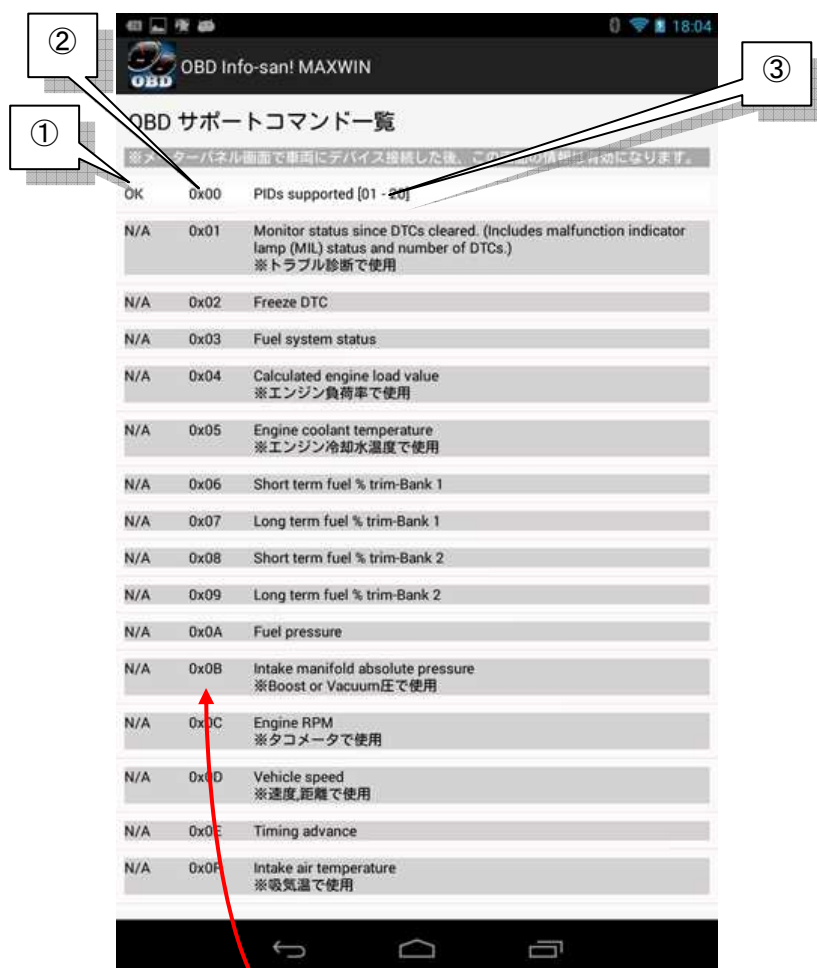 ②
18:04
OBD
OBD Info-san! MAXWIN
③
①
OBD サポートコマンド一覧
OK 0x00 PIDs supported [01 - 20]
N/A 0x01 Monitor status since DTCs cleared. (Includes malfunction indicator
lamp (MIL) status and number of DTCs.)
※トラブル診断で使用
N/A 0x02 Freeze DTC
N/A 0x03 Fuel system status
N/A 0x04 Calculated engine load value
※エンジン負荷率で使用
N/A 0x05 Engine coolant temperature
※エンジン冷却水温度で使用
N/A 0x06 Short term fuel % trim-Bank 1
N/A 0x07 Long term fuel % trim-Bank 1
N/A 0x08 Short term fuel % trim-Bank 2
N/A 0x09 Long term fuel % trim-Bank 2
N/A 0x0A Fuel pressure
N/A 0x0B Intake manifold absolute pressure
※Boost or Vacuum圧で使用
N/A 0x0C Engine RPM
※タコメータで使用
N/A 0x0D Vehicle speed
※速度,距離で使用
N/A 0x0E Timing advance
N/A 0x0F Intake air temperature
※吸気温で使用